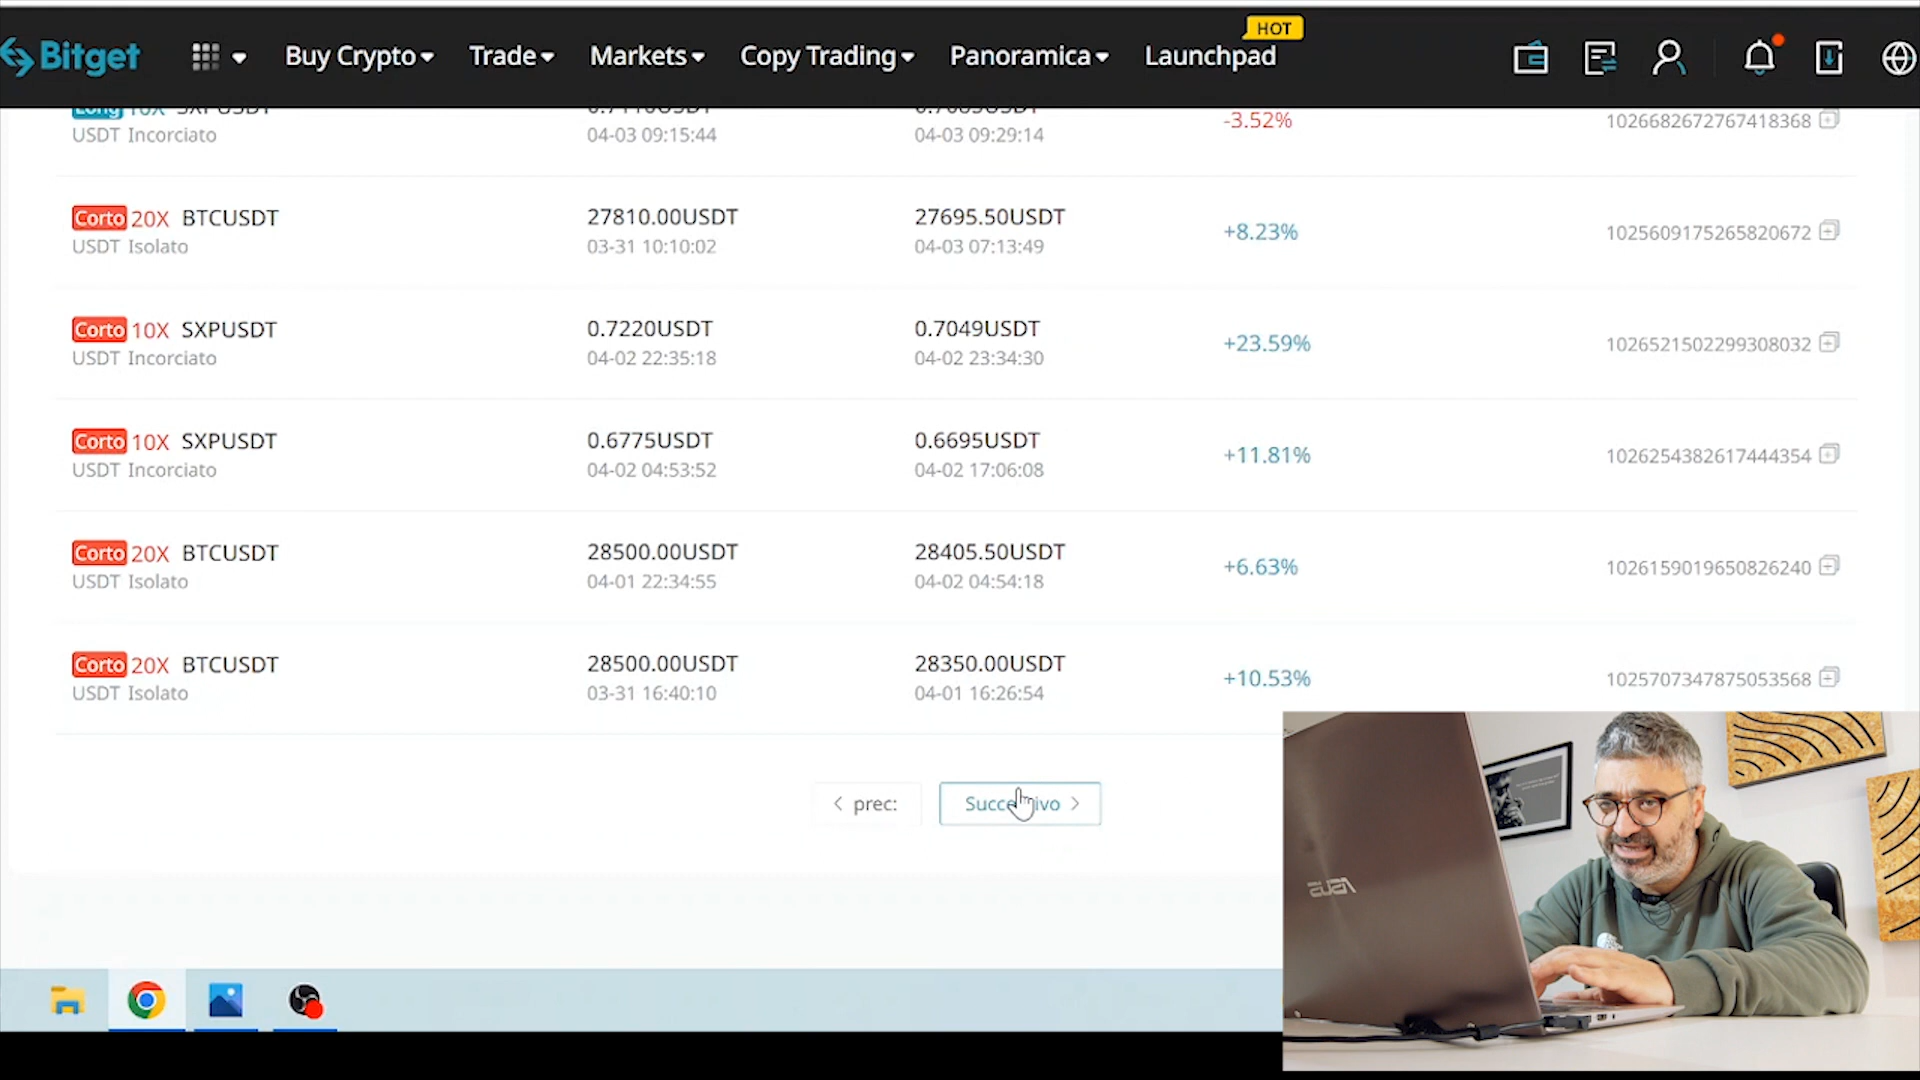 HOT
Bitget Buy Crypto Trade Markets Copy Trading Panoramica Launchpad
Long 10X SXPUSDT
USDT Incorciato 04-03 09:15:44 04-03 09:29:14 -3.52% 1026682672767418368
Corto 20X BTCUSDT 27810.00USDT 27695.50USDT
USDT Isolato 03-31 10:10:02 04-03 07:13:49 +8.23% 1025609175265820672
Corto 10X SXPUSDT 0.7220USDT 0.7049USDT
USDT Incorciato 04-02 22:35:18 04-02 23:34:30 +23.59% 1026521502299308032
Corto 10X SXPUSDT 0.6775USDT 0.6695USDT
USDT Incorciato 04-02 04:53:52 04-02 17:06:08 +11.81% 1026254382617444354
Corto 20X BTCUSDT 28500.00USDT 28405.50USDT
USDT Isolato 04-01 22:34:55 04-02 04:54:18 +6.63% 1026159019650826240
Corto 20X BTCUSDT 28500.00USDT 28350.00USDT
USDT Isolato 03-31 16:40:10 04-01 16:26:54 +10.53% 1025707347875053568
prec: Successivo
ASUS